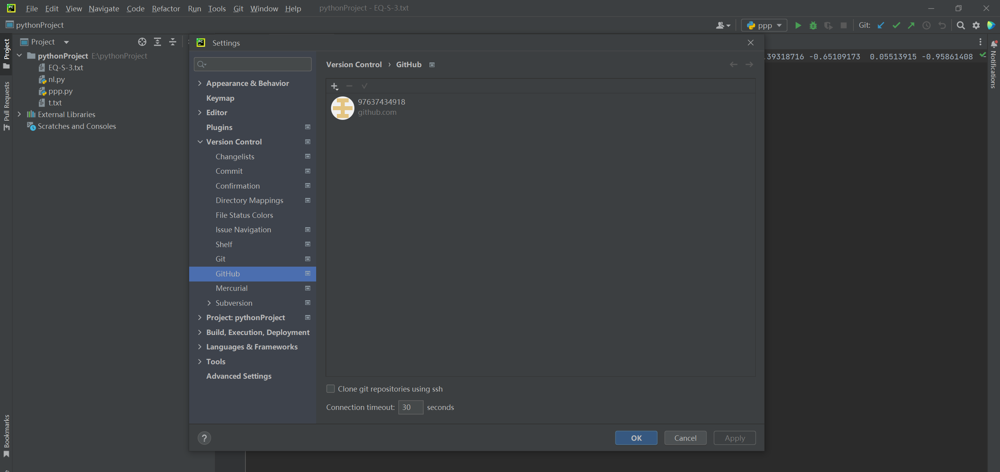 File Edit View Navigate Code Refactor Run Tools Git Window Help pythonProject - EQ-S-3.txt
pythonProject
ppp
Git:
Project
pythonProject E:\pythonProject
EQ-S-3.txt
nl.py
ppp.py
t.txt
External Libraries
Scratches and Consoles
Project
Pull Requests
Bookmarks
Settings
Appearance & Behavior
Keymap
Editor
Plugins
Version Control
Changelists
Commit
Confirmation
Directory Mappings
File Status Colors
Issue Navigation
Shelf
Git
GitHub
Mercurial
Subversion
Project: pythonProject
Build, Execution, Deployment
Languages & Frameworks
Tools
Advanced Settings
Version Control › GitHub
97637434918
github.com
Clone git repositories using ssh
Connection timeout: 30 seconds
?
OK Cancel Apply
.39318716 -0.65109173 0.05513915 -0.95861408 -
Notifications